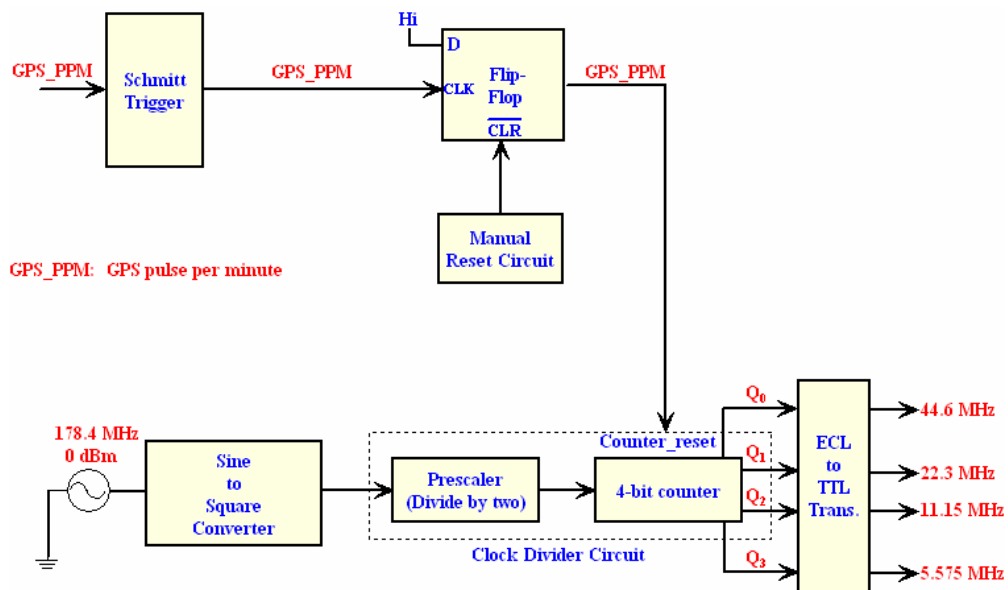 Hi
D
GPS_PPM
Schmitt
Trigger
GPS_PPM
CLK
Flip-
Flop
CLR
GPS_PPM
Manual
Reset Circuit
GPS_PPM: GPS pulse per minute
178.4 MHz
0 dBm
Sine
to
Square
Converter
Prescaler
(Divide by two)
Counter_reset
4-bit counter
Clock Divider Circuit
Q0
Q1
Q2
Q3
ECL
to
TTL
Trans.
44.6 MHz
22.3 MHz
11.15 MHz
5.575 MHz